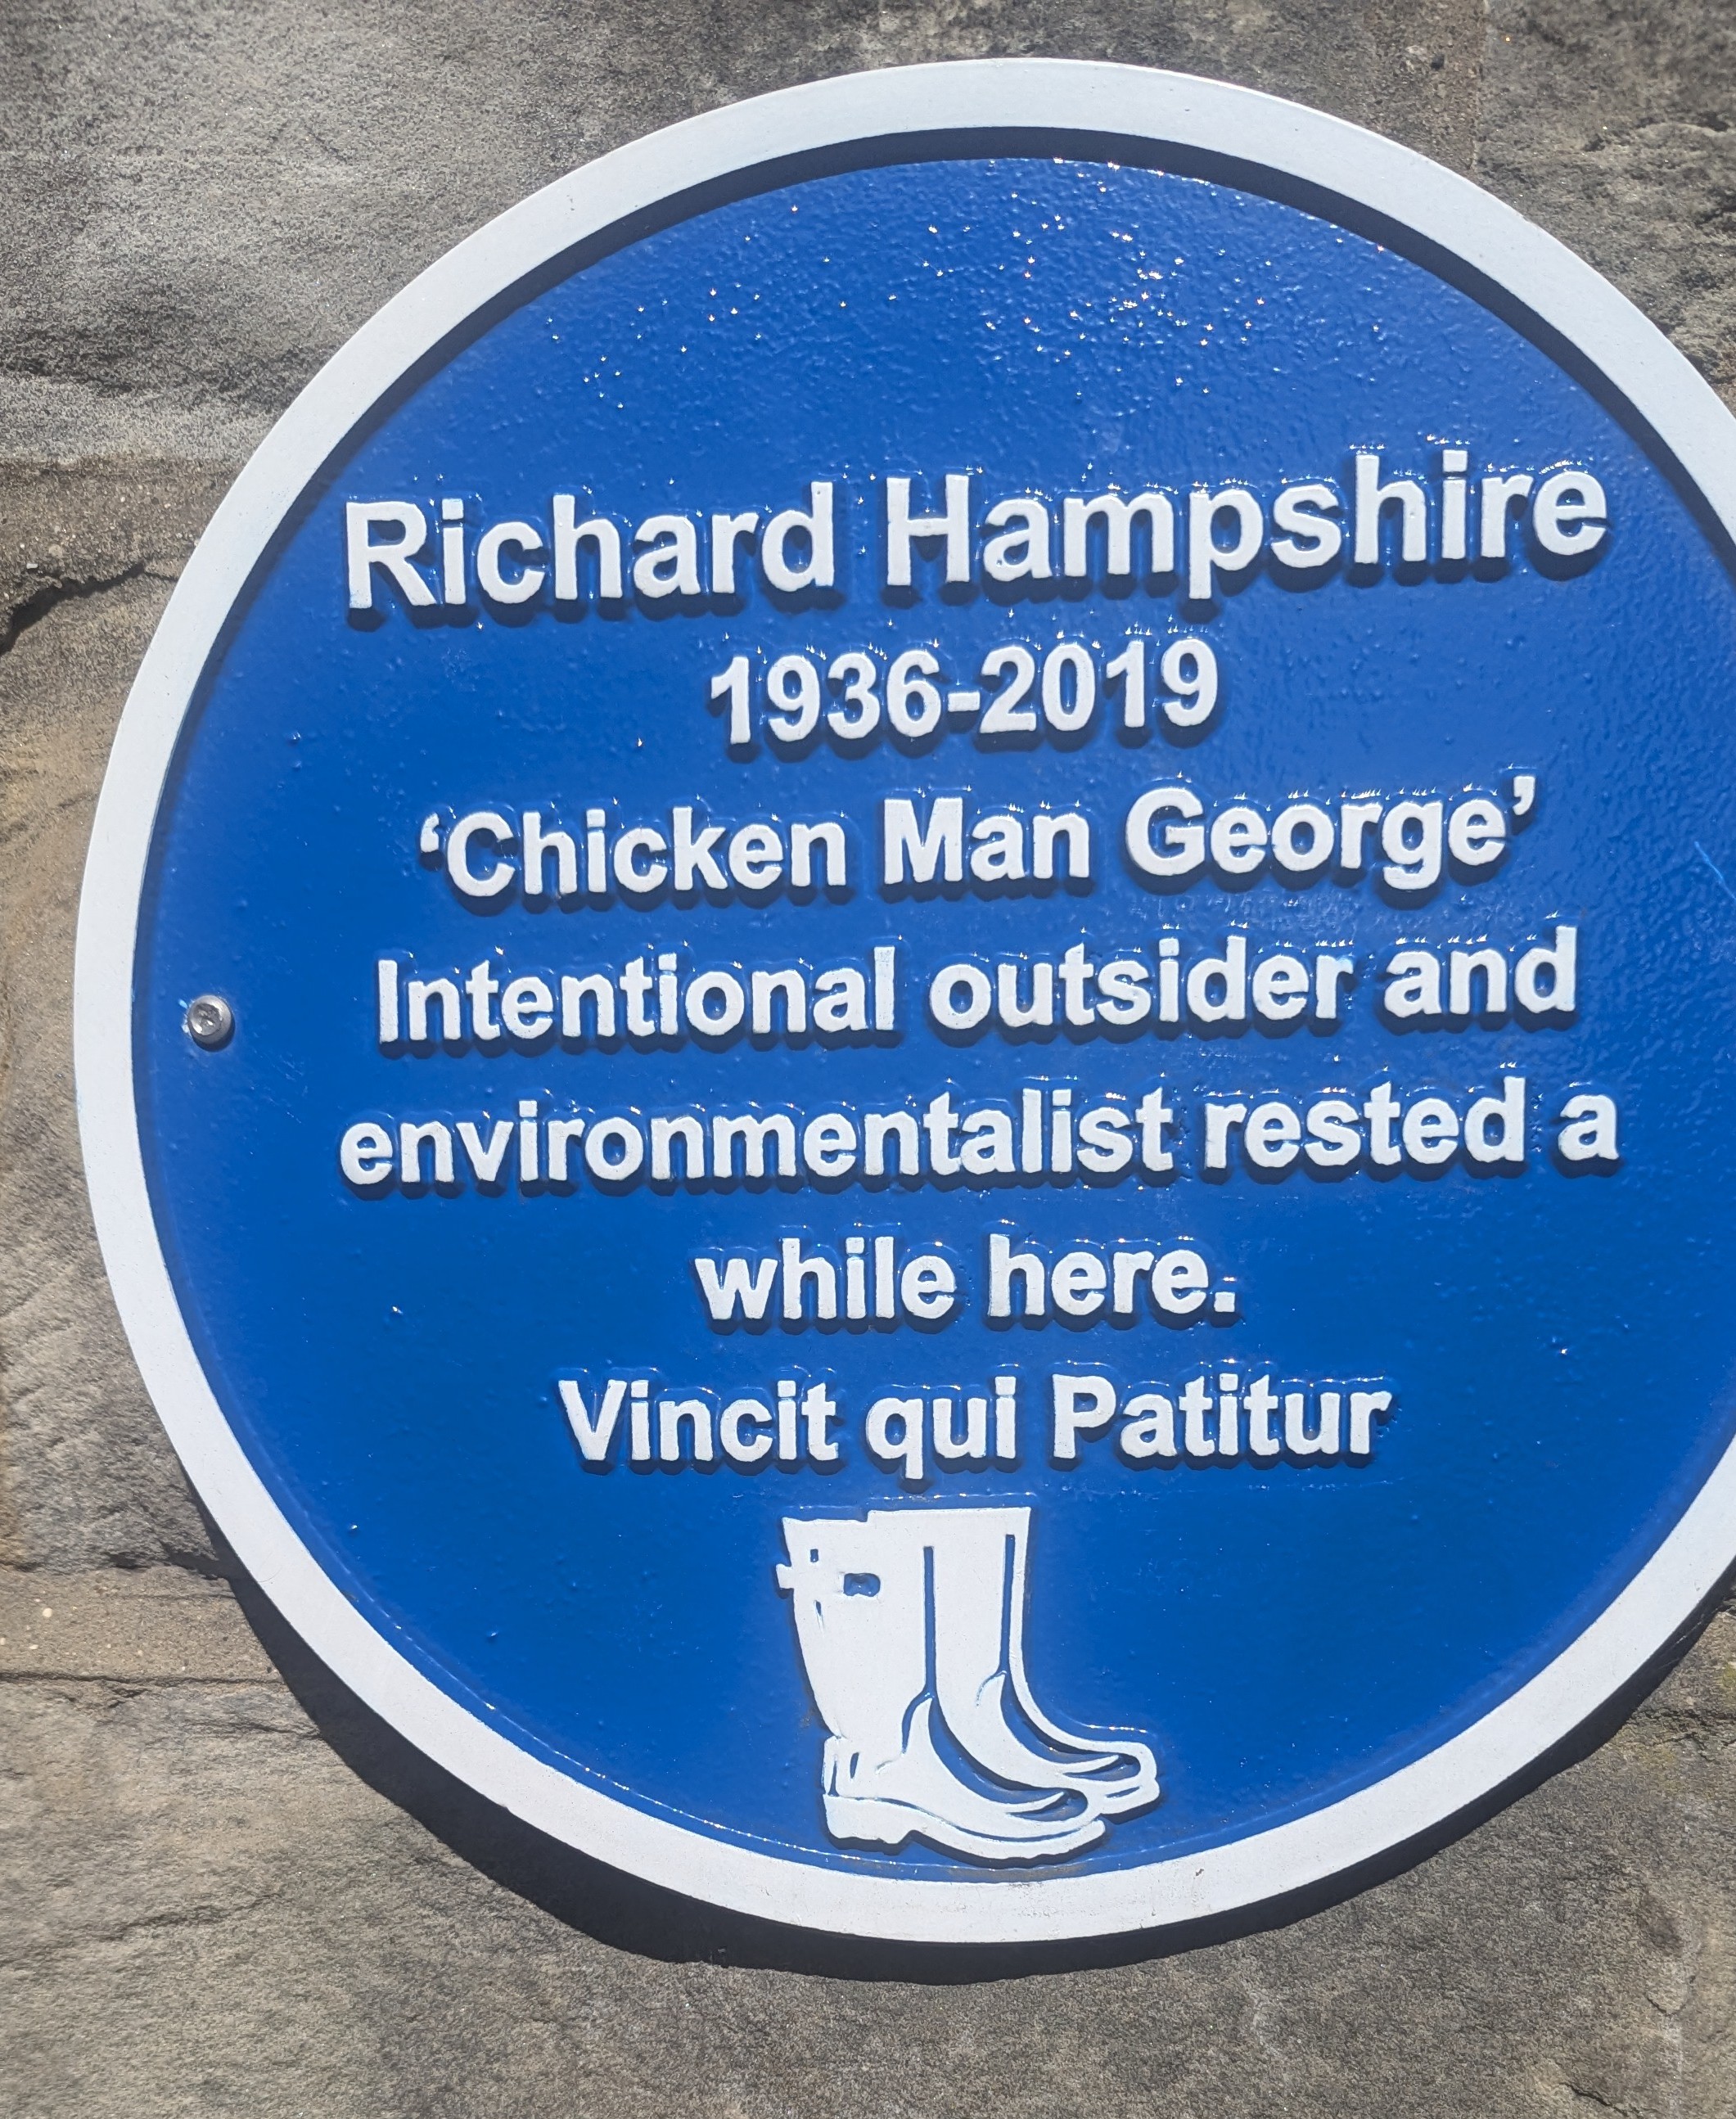 Richard Hampshire
1936-2019
‘Chicken Man George’
Intentional outsider and
environmentalist rested a
while here.
Vincit qui Patitur